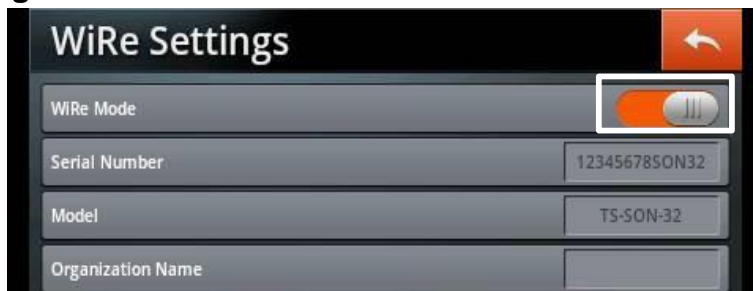 WiRe Settings
WiRe Mode
Serial Number 12345678SON32
Model TS-SON-32
Organization Name